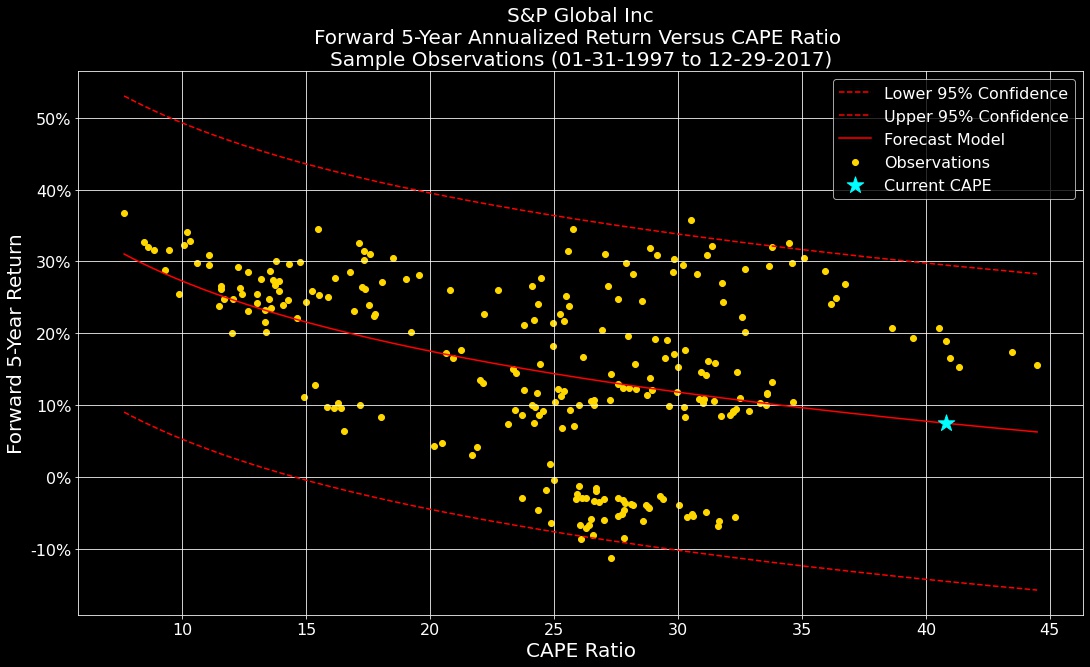 S&P Global Inc
Forward 5-Year Annualized Return Versus CAPE Ratio
Sample Observations (01-31-1997 to 12-29-2017)
Lower 95% Confidence
Upper 95% Confidence
Forecast Model
Observations
Current CAPE
Forward 5-Year Return
50%
40%
30%
20%
10%
0%
-10%
10 15 20 25 30 35 40 45
CAPE Ratio